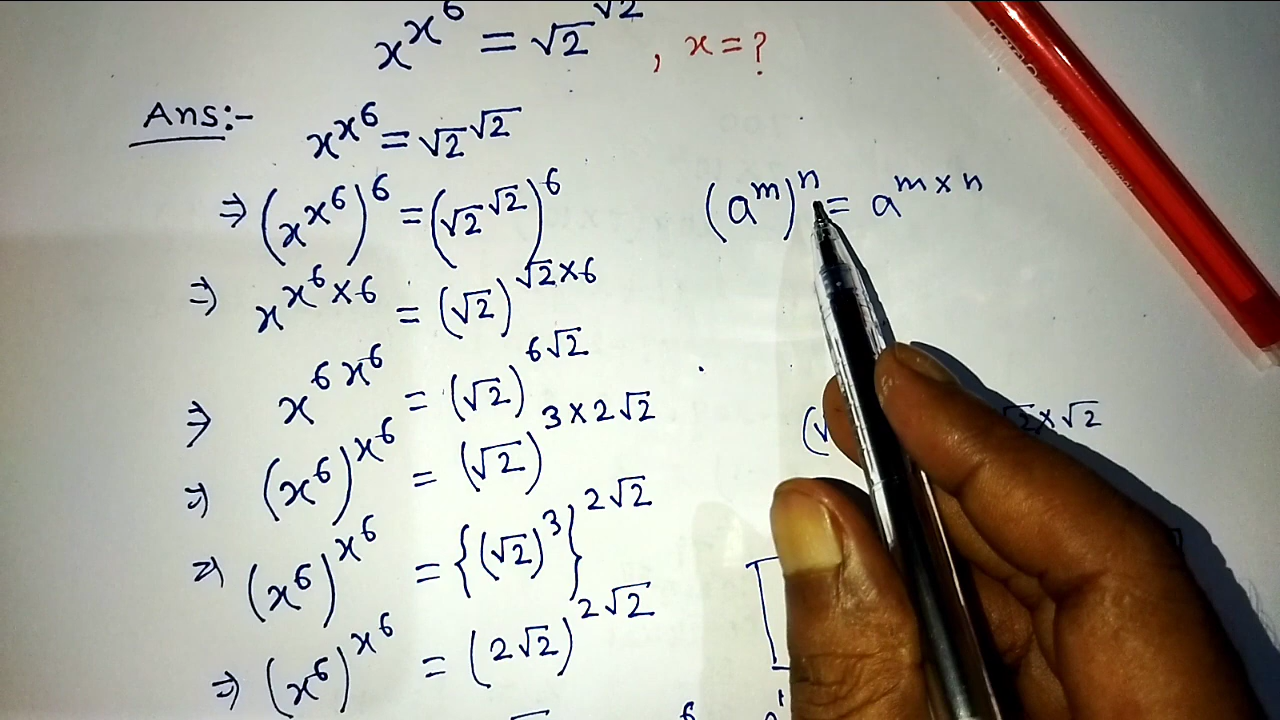 x^{x^6} = √2^{√2} , x = ?
Ans:-
x^{x^6} = √2^{√2}
⇒ (x^{x^6})^6 = (√2^{√2})^6
(a^m)^n = a^{m×n}
⇒ x^{x^6×6} = (√2)^{√2×6}
⇒ x^{6x^6} = (√2)^{6√2}
⇒ (x^6)^{x^6} = (√2)^{3×2√2}
⇒ (x^6)^{x^6} = {(√2)^3}^{2√2}
⇒ (x^6)^{x^6} = (2√2)^{2√2}